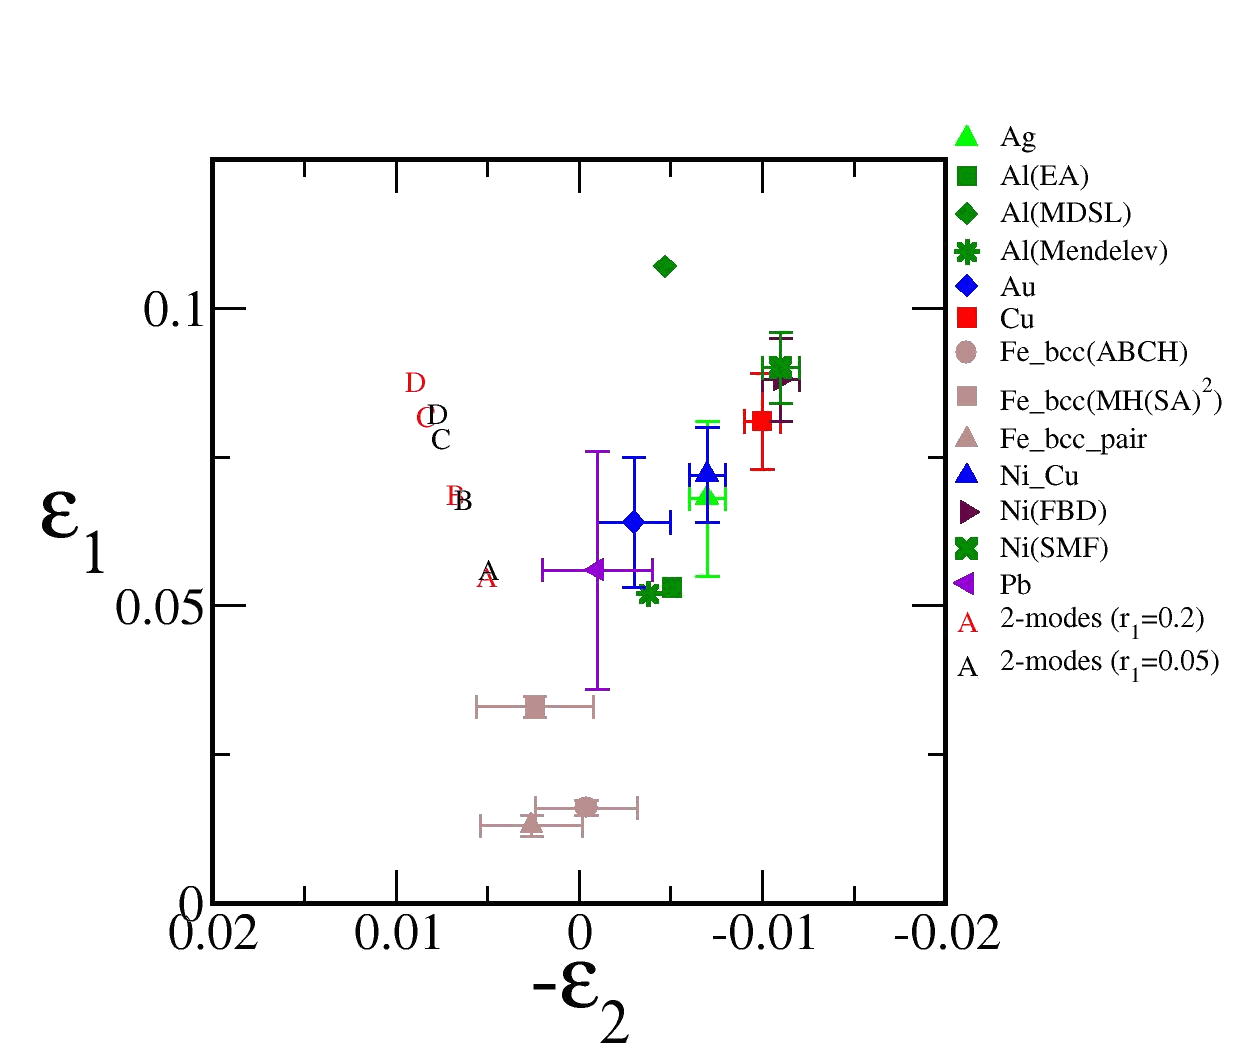 Ag
Al(EA)
Al(MDSL)
Al(Mendelev)
Au
Cu
Fe_bcc(ABCH)
Fe_bcc(MH(SA)²)
Fe_bcc_pair
Ni_Cu
Ni(FBD)
Ni(SMF)
Pb
A 2-modes (r₁=0.2)
A 2-modes (r₁=0.05)
0.1
0.05
0
ε₁
D
C
D
C
B
B
A
A
0.02 0.01 0 -0.01 -0.02
-ε₂